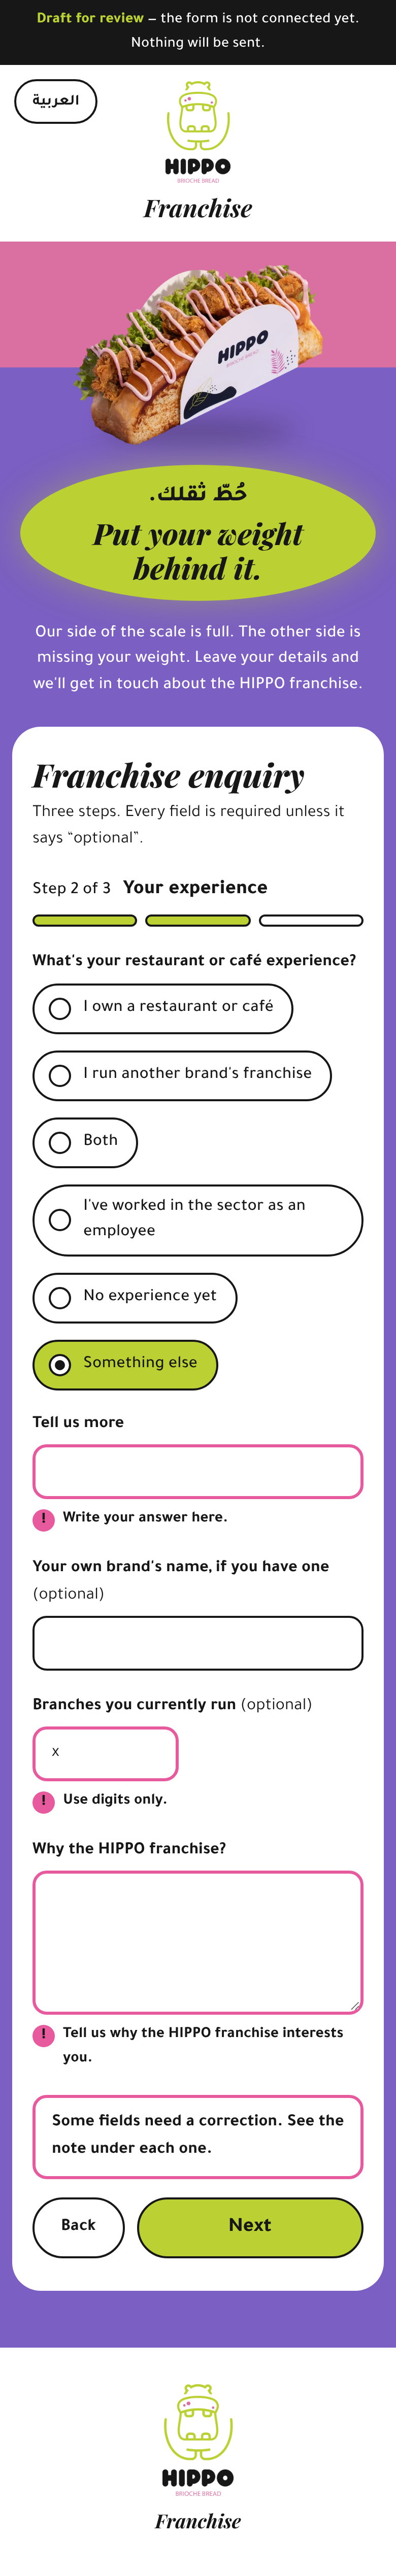 Draft for review – the form is not connected yet.
Nothing will be sent.
العربية
HIPPO
BRIOCHE BREAD
Franchise
HIPPO
BRIOCHE BREAD
حُطّ ثقلك.
Put your weight
behind it.
Our side of the scale is full. The other side is
missing your weight. Leave your details and
we'll get in touch about the HIPPO franchise.
Franchise enquiry
Three steps. Every field is required unless it
says “optional”.
Step 2 of 3 Your experience
What's your restaurant or café experience?
I own a restaurant or café
I run another brand's franchise
Both
I've worked in the sector as an
employee
No experience yet
Something else
Tell us more
! Write your answer here.
Your own brand's name, if you have one
(optional)
Branches you currently run (optional)
x
! Use digits only.
Why the HIPPO franchise?
! Tell us why the HIPPO franchise interests
you.
Some fields need a correction. See the
note under each one.
Back
Next
HIPPO
BRIOCHE BREAD
Franchise